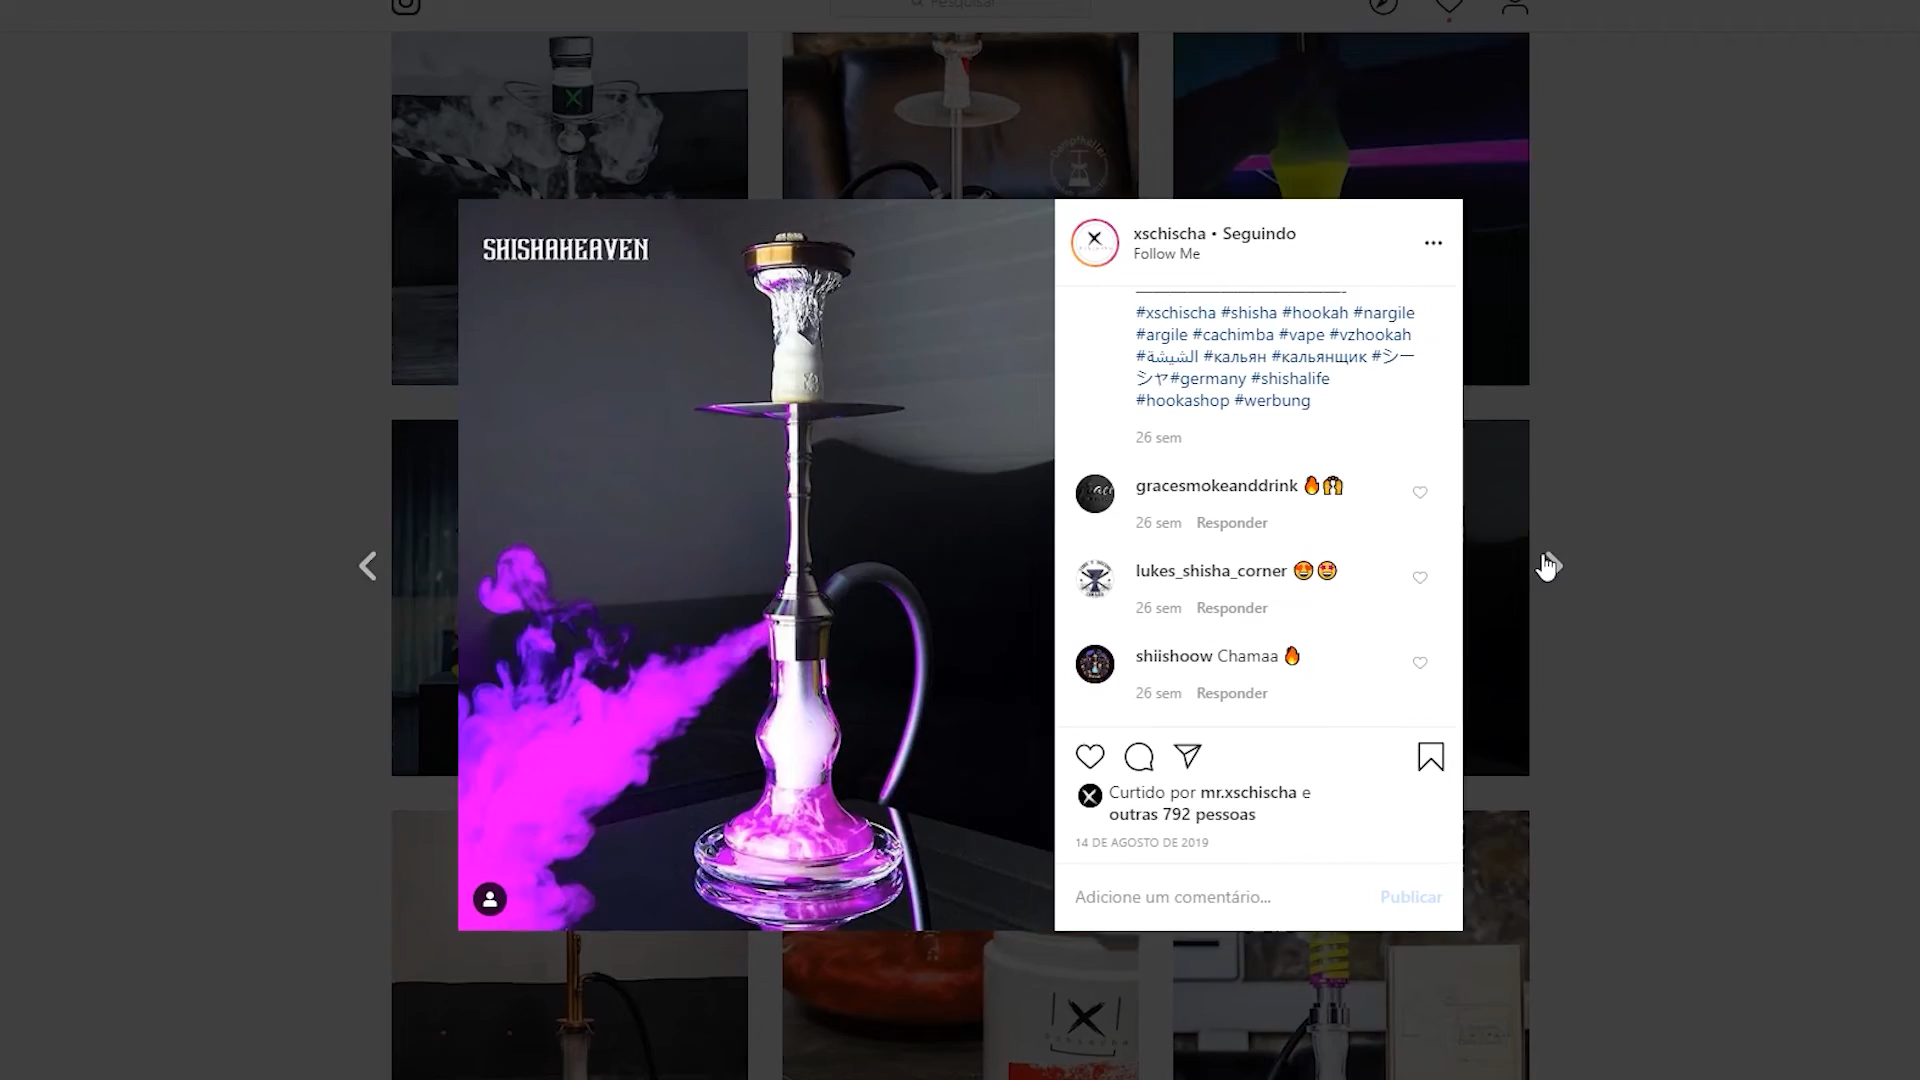 Pesquisar
SHISHAHEAVEN
xschischa • Seguindo
Follow Me
#xschischa #shisha #hookah #nargile
#argile #cachimba #vape #vzhookah
#الشيشة #кальян #кальянщик #シー
シヤ#germany #shishalife
#hookashop #werbung
26 sem
gracesmokeanddrink 🔥🙌
26 sem Responder
lukes_shisha_corner 😍🤩
26 sem Responder
shiishoow Chamaa 🔥
26 sem Responder
Curtido por mr.xschischa e
outras 792 pessoas
14 DE AGOSTO DE 2019
Adicione um comentário... Publicar